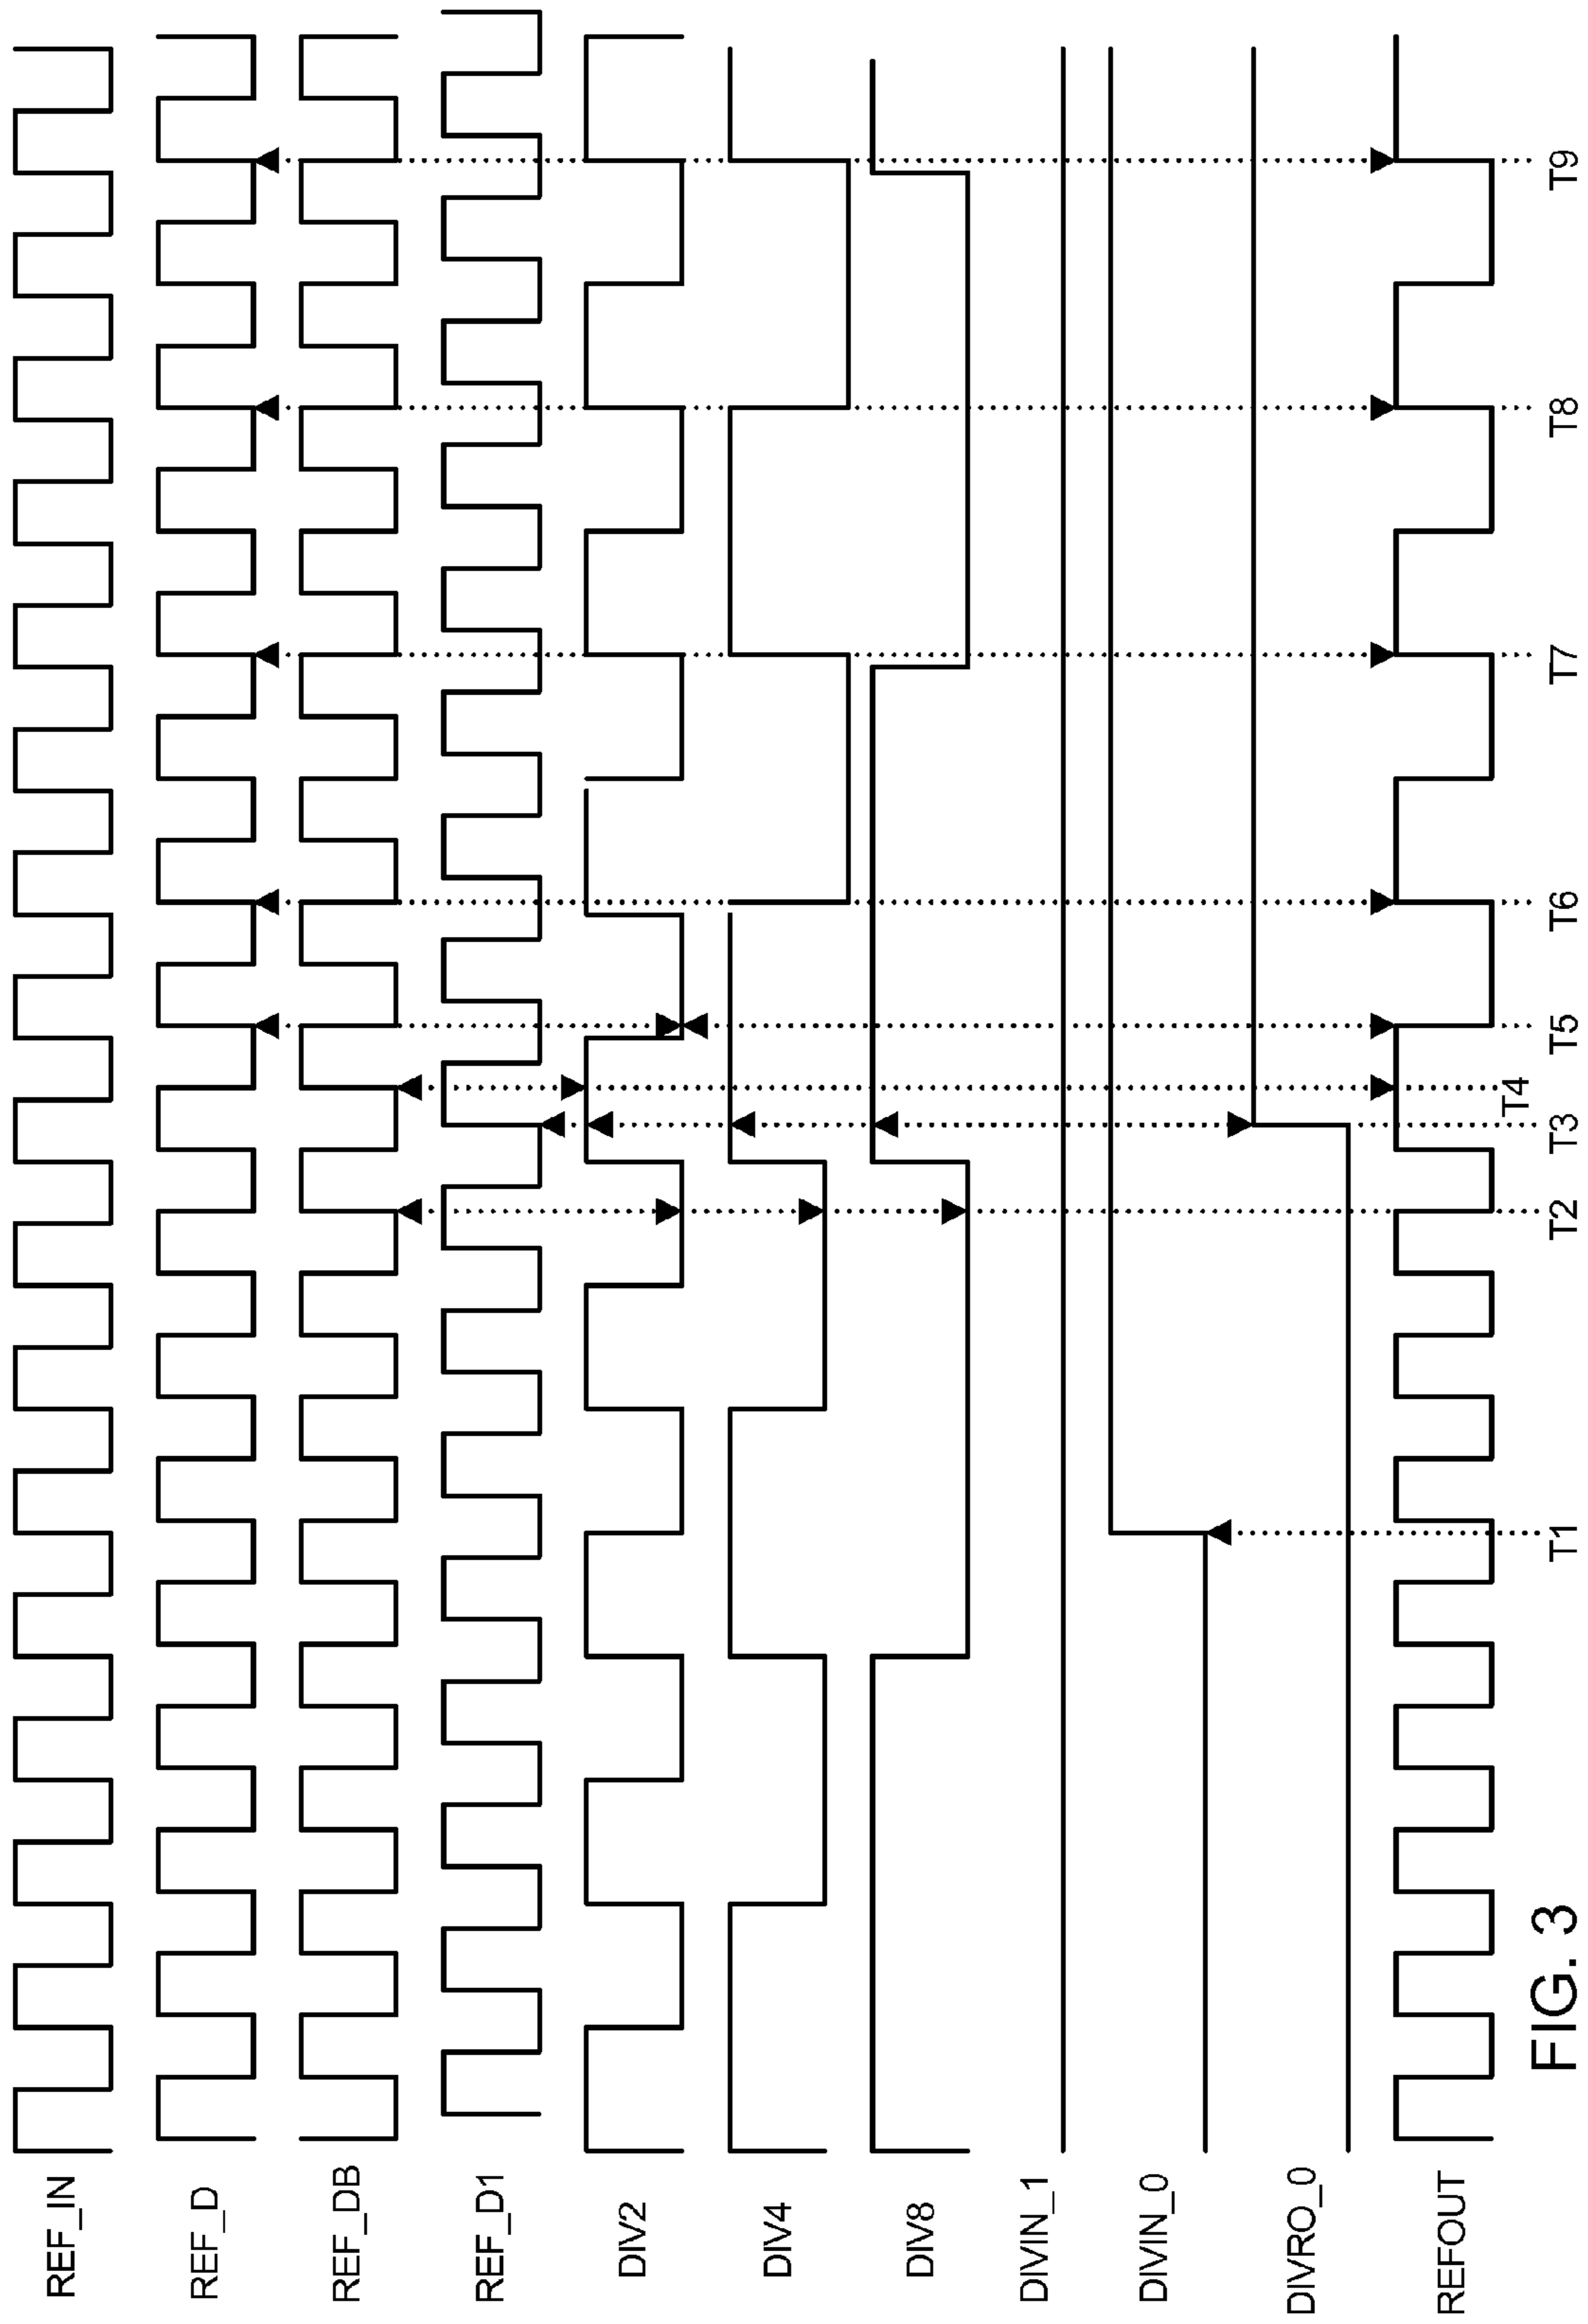 REF_IN
REF_D
REF_DB
REF_D1
DIV2
DIV4
DIV8
DIVIN_1
DIVIN_0
DIVRO_0
REFOUT
T1
T2
T3
T4
T5
T6
T7
T8
T9
FIG. 3